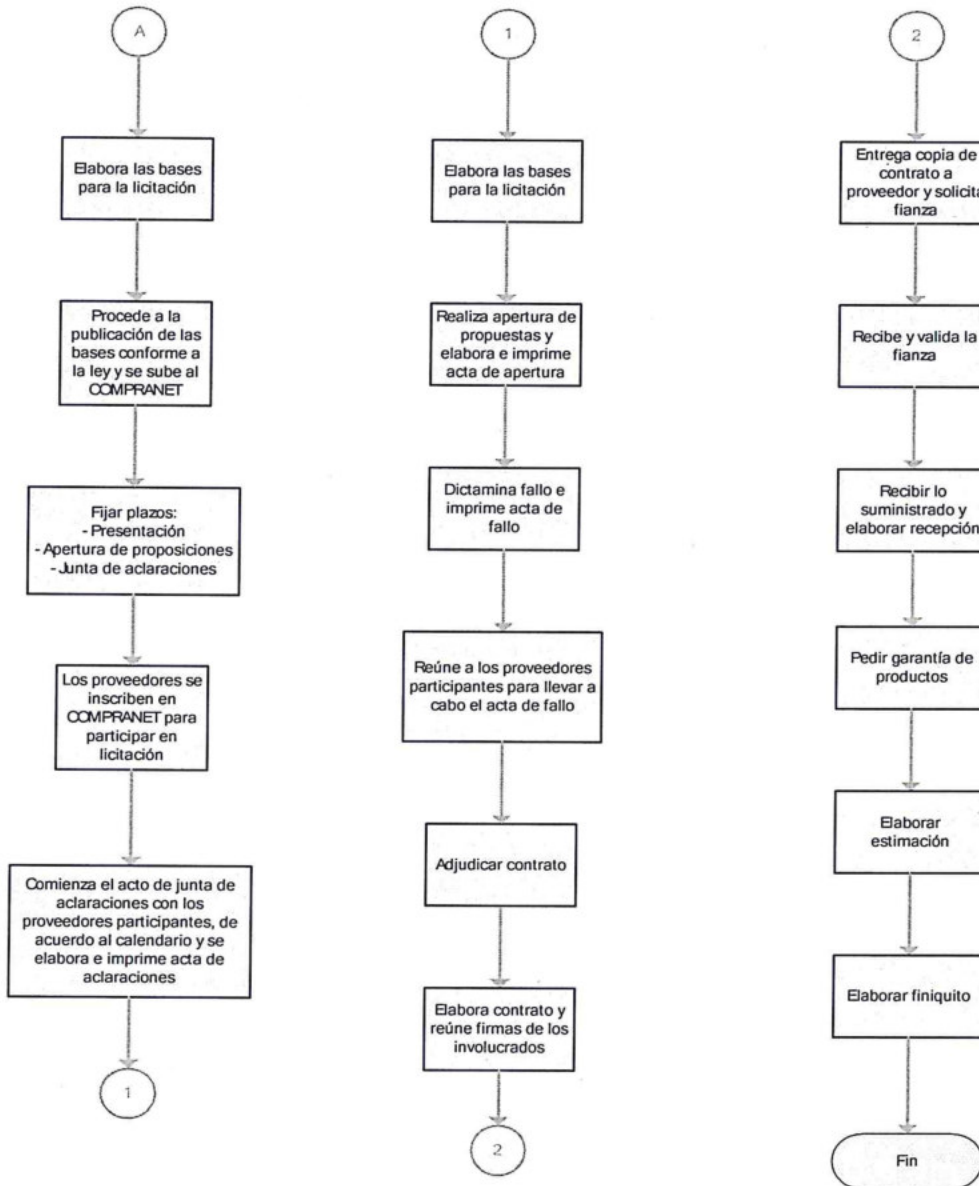 A
Elabora las bases
para la licitación
Procede a la
publicación de las
bases conforme a
la ley y se sube al
COMPRANET
Fijar plazos:
- Presentación
- Apertura de proposiciones
- Junta de aclaraciones
Los proveedores se
inscriben en
COMPRANET para
participar en
licitación
Comienza el acto de junta de
aclaraciones con los
proveedores participantes, de
acuerdo al calendario y se
elabora e imprime acta de
aclaraciones
1
1
Elabora las bases
para la licitación
Realiza apertura de
propuestas y
elabora e imprime
acta de apertura
Dictamina fallo e
imprime acta de
fallo
Reúne a los proveedores
participantes para llevar a
cabo el acta de fallo
Adjudicar contrato
Elabora contrato y
reúne firmas de los
involucrados
2
2
Entrega copia de
contrato a
proveedor y solicita
fianza
Recibe y valida la
fianza
Recibir lo
suministrado y
elaborar recepción
Pedir garantía de
productos
Elaborar
estimación
Elaborar finiquito
Fin